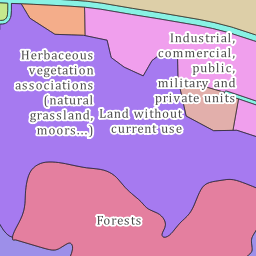 Industrial,
commercial,
public,
military and
private units
Herbaceous
vegetation
associations
(natural
grassland,
moors...)
Land without
current use
Forests